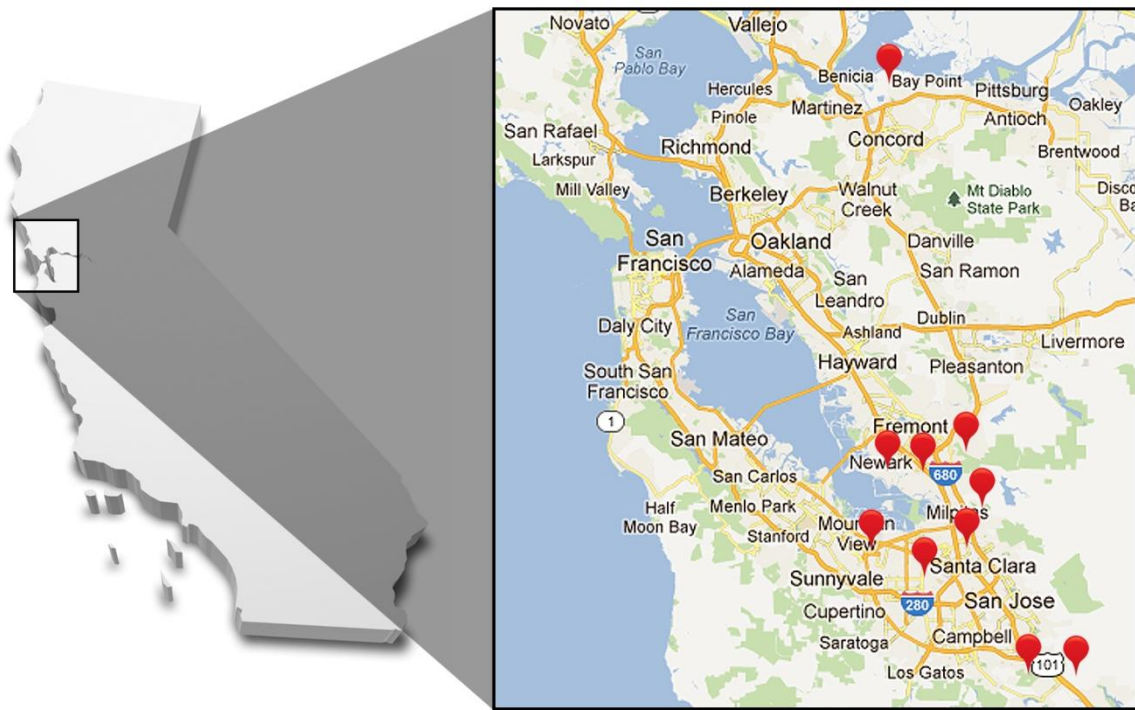 Novato
Vallejo
San
Pablo Bay
Benicia
Bay Point
Hercules
Pittsburg
Oakley
Martinez
Pinole
Antioch
San Rafael
Richmond
Concord
Larkspur
Brentwood
Mill Valley
Berkeley
Walnut
Creek
Mt Diablo
State Park
Disco
Ba
San
Francisco
Oakland
Danville
Alameda
San Ramon
San
Leandro
San
Francisco Bay
Daly City
Ashland
Dublin
Livermore
Hayward
Pleasanton
South San
Francisco
1
San Mateo
Fremont
Newark
680
San Carlos
Half
Moon Bay
Menlo Park
Stanford
Mountain
View
Milpitas
Santa Clara
Sunnyvale
280
San Jose
Cupertino
Saratoga
Campbell
Los Gatos
101